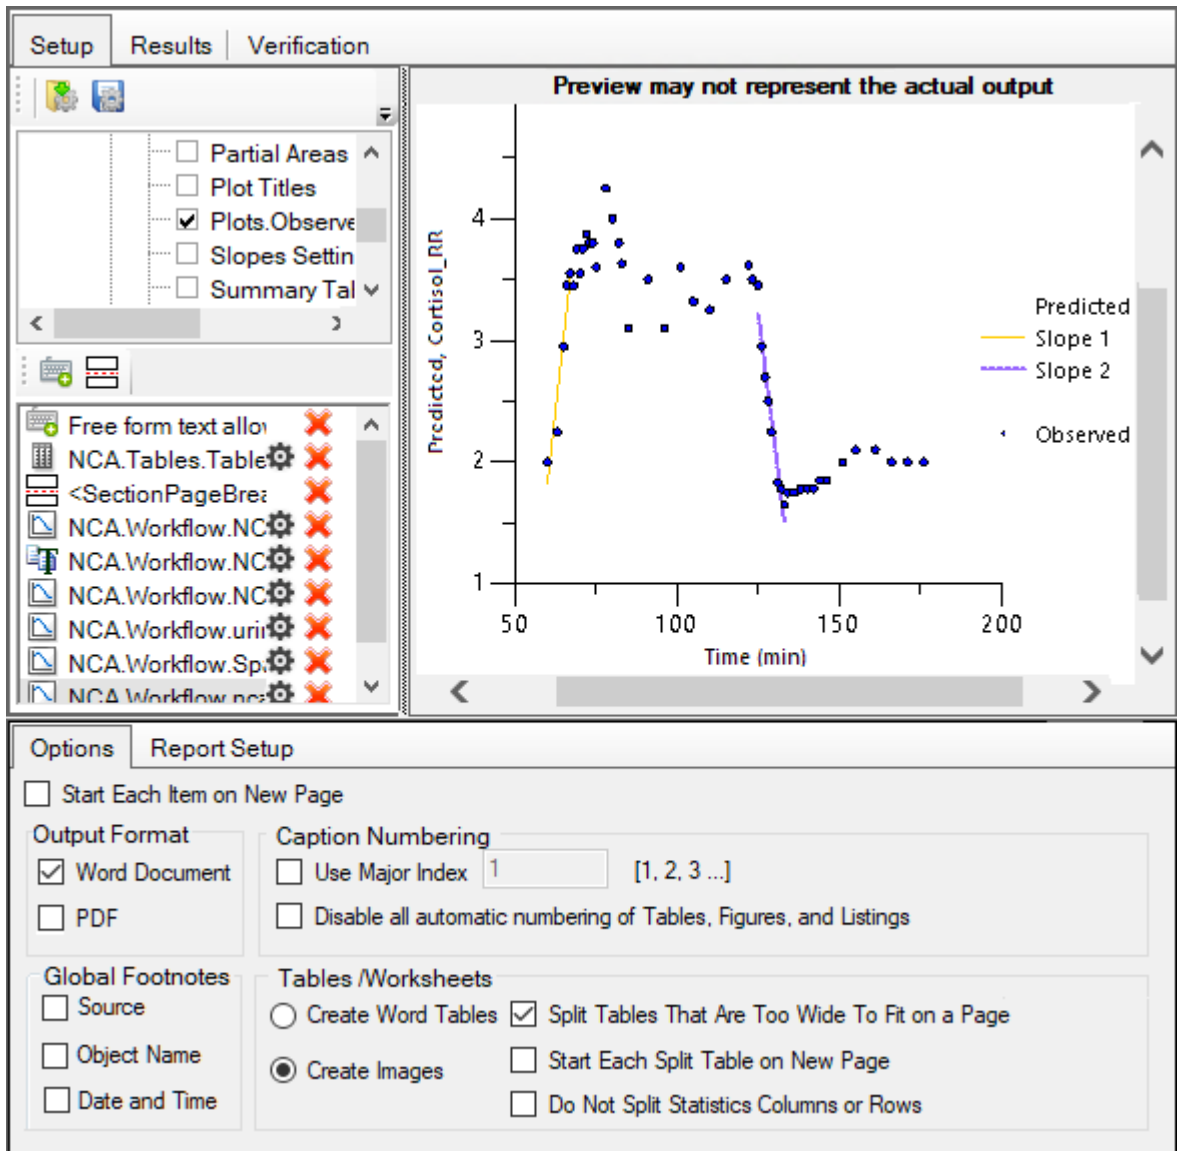 Setup
Results
Verification
Partial Areas
Plot Titles
Plots.Observe
Slopes Settin
Summary Tal
Free form text allo
NCA.Tables.Table
<SectionPageBrea
NCA.Workflow.NC
NCA.Workflow.NC
NCA.Workflow.NC
NCA.Workflow.urin
NCA.Workflow.Spa
NCA.Workflow.nca
Preview may not represent the actual output
Predicted, Cortisol_RR
4
3
2
1
50
100
150
200
Time (min)
Predicted
Slope 1
Slope 2
Observed
Options
Report Setup
Start Each Item on New Page
Output Format
Word Document
PDF
Caption Numbering
Use Major Index
1
[1, 2, 3 ...]
Disable all automatic numbering of Tables, Figures, and Listings
Global Footnotes
Source
Object Name
Date and Time
Tables /Worksheets
Create Word Tables
Create Images
Split Tables That Are Too Wide To Fit on a Page
Start Each Split Table on New Page
Do Not Split Statistics Columns or Rows